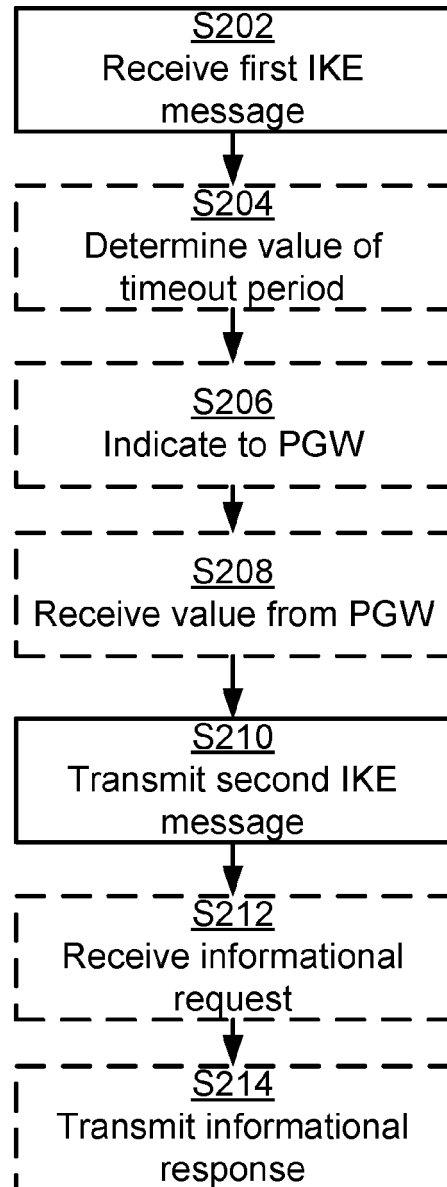 S202
Receive first IKE
message
S204
Determine value of
timeout period
S206
Indicate to PGW
S208
Receive value from PGW
S210
Transmit second IKE
message
S212
Receive informational
request
S214
Transmit informational
response